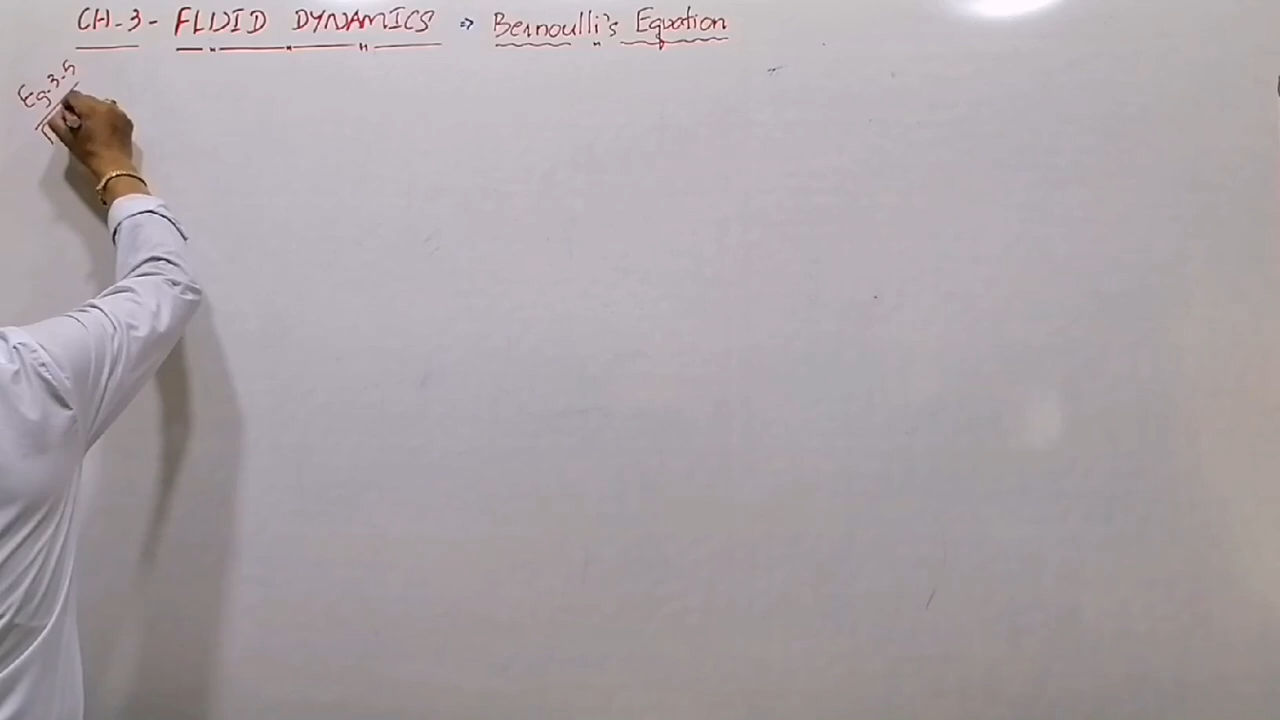 CH-3- FLUID DYNAMICS ⇒ Bernoulli's Equation
Eg.3.5